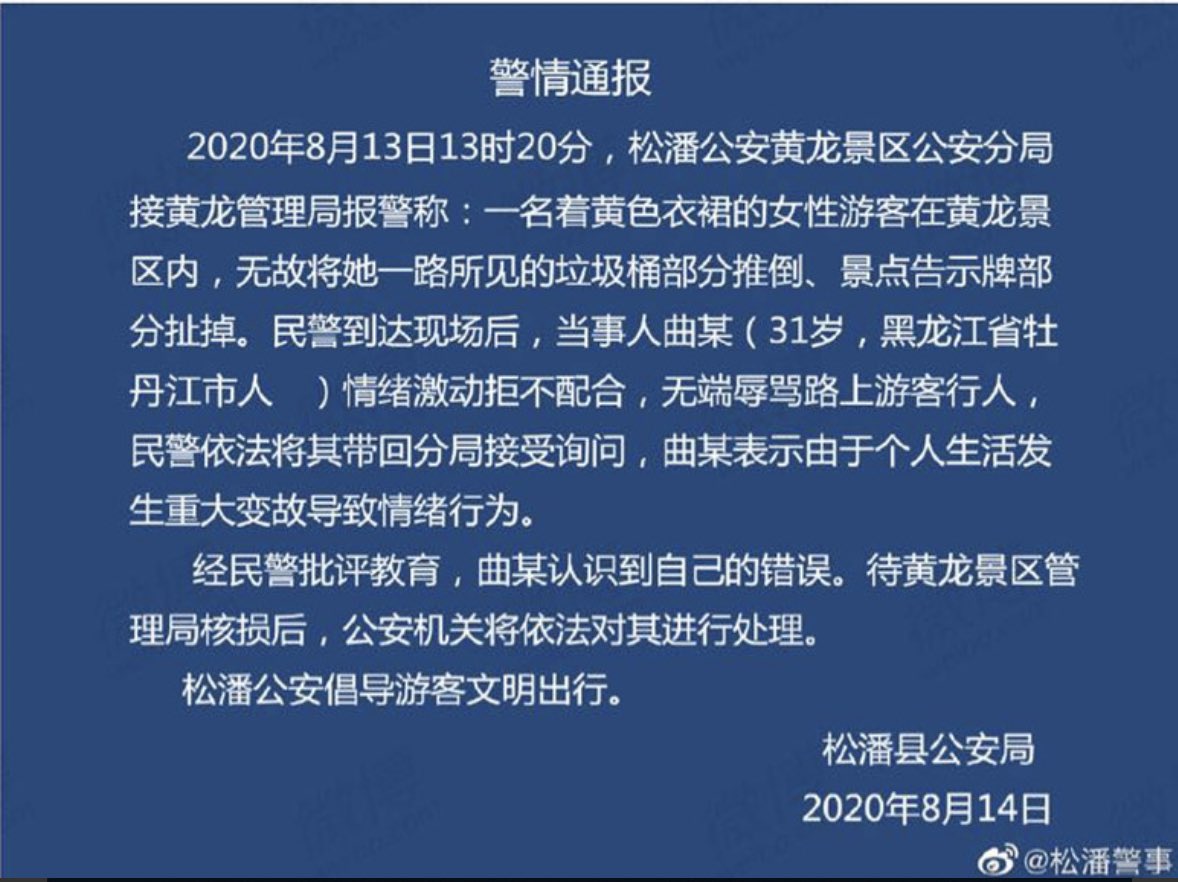 警情通报
2020年8月13日13时20分，松潘公安黄龙景区公安分局
接黄龙管理局报警称：一名着黄色衣裙的女性游客在黄龙景
区内，无故将她一路所见的垃圾桶部分推倒、景点告示牌部
分扯掉。民警到达现场后，当事人曲某（31岁，黑龙江省牡
丹江市人　）情绪激动拒不配合，无端辱骂路上游客行人，
民警依法将其带回分局接受询问，曲某表示由于个人生活发
生重大变故导致情绪行为。
经民警批评教育，曲某认识到自己的错误。待黄龙景区管
理局核损后，公安机关将依法对其进行处理。
松潘公安倡导游客文明出行。
松潘县公安局
2020年8月14日
@松潘警事